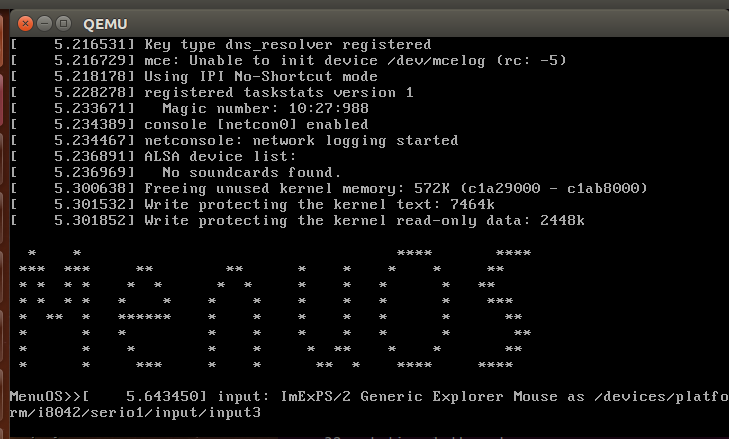 QEMU
[    5.216531] Key type dns_resolver registered
[    5.216729] mce: Unable to init device /dev/mcelog (rc: -5)
[    5.218178] Using IPI No-Shortcut mode
[    5.228278] registered taskstats version 1
[    5.233671]   Magic number: 10:27:988
[    5.234389] console [netcon0] enabled
[    5.234467] netconsole: network logging started
[    5.236891] ALSA device list:
[    5.236969]   No soundcards found.
[    5.300638] Freeing unused kernel memory: 572K (c1a29000 - c1ab8000)
[    5.301532] Write protecting the kernel text: 7464k
[    5.301852] Write protecting the kernel read-only data: 2448k
MenuOS
MenuOS>>[    5.643450] input: ImExPS/2 Generic Explorer Mouse as /devices/platfo
rm/i8042/serio1/input/input3